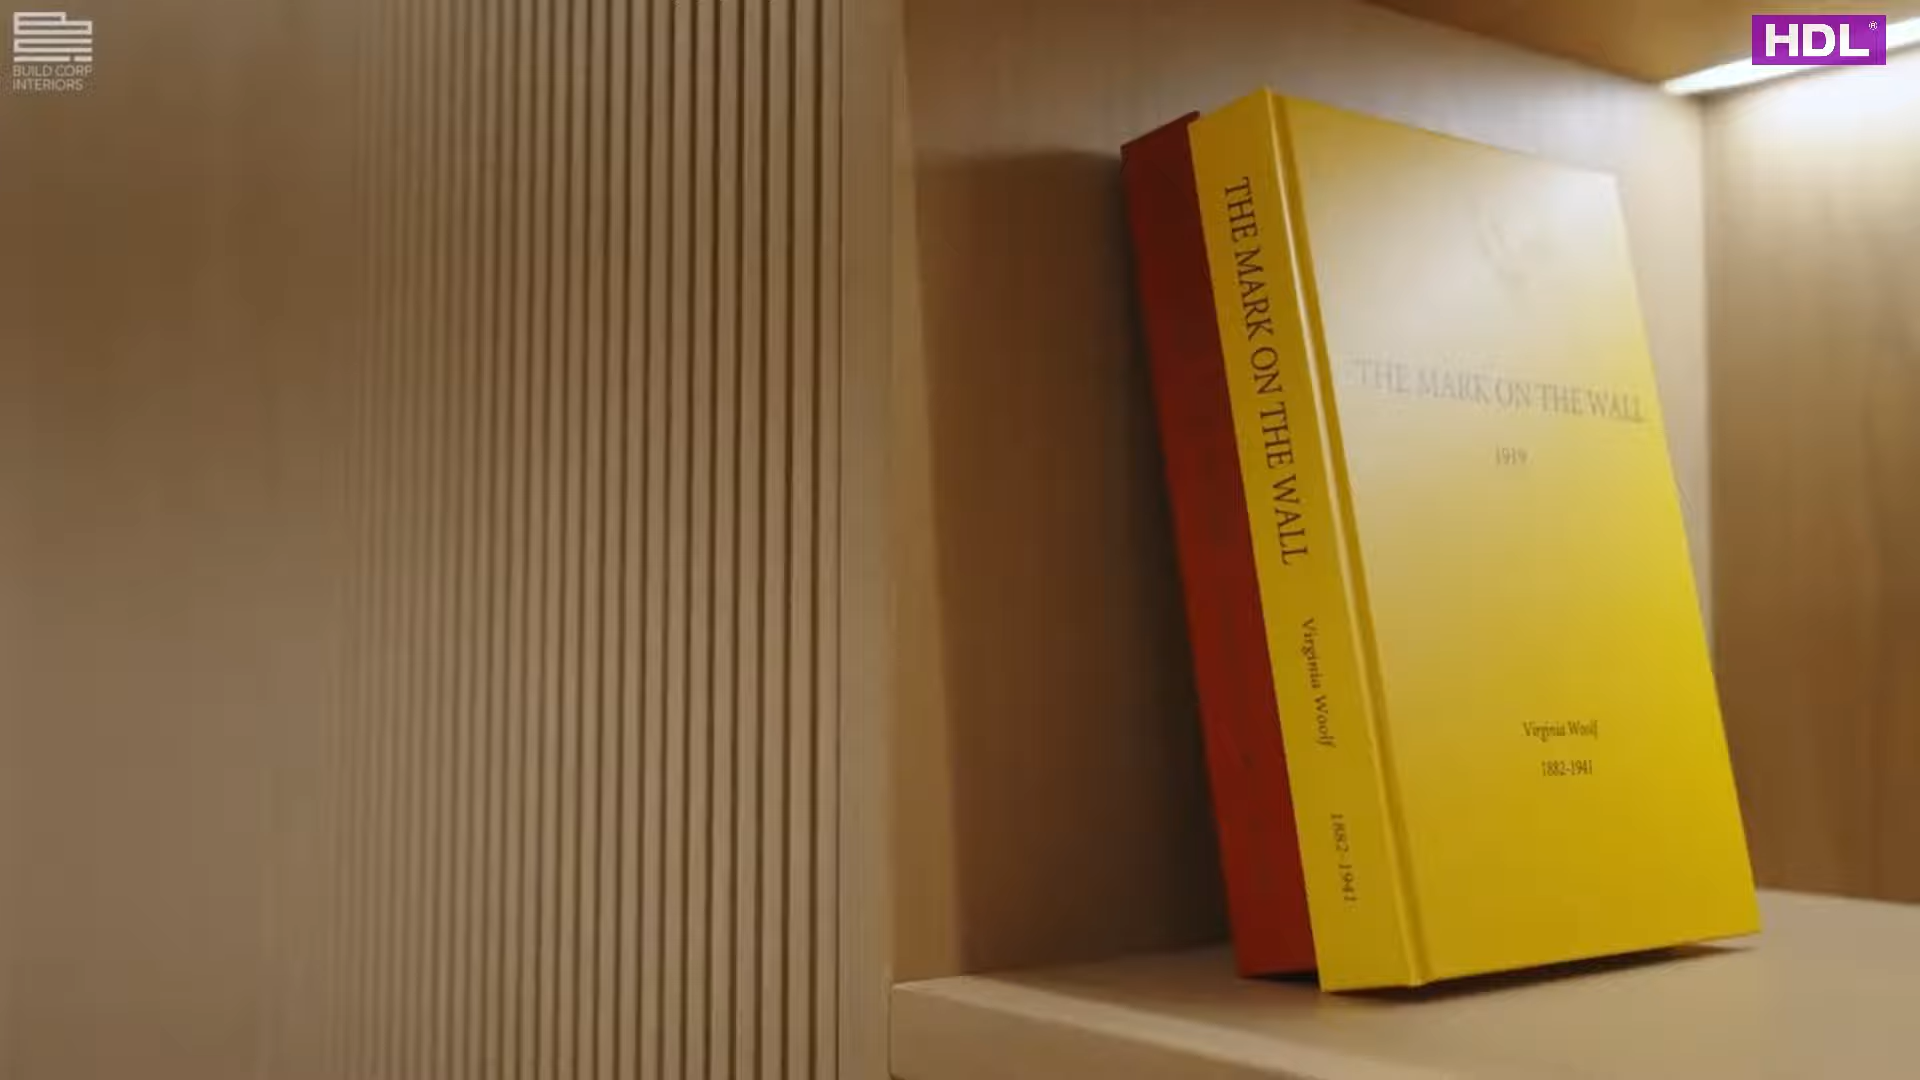 BUILD CORP
INTERIORS
HDL®
THE MARK ON THE WALL
Virginia Woolf
1882-1941
THE MARK ON THE WALL
1919
Virginia Woolf
1882-1941